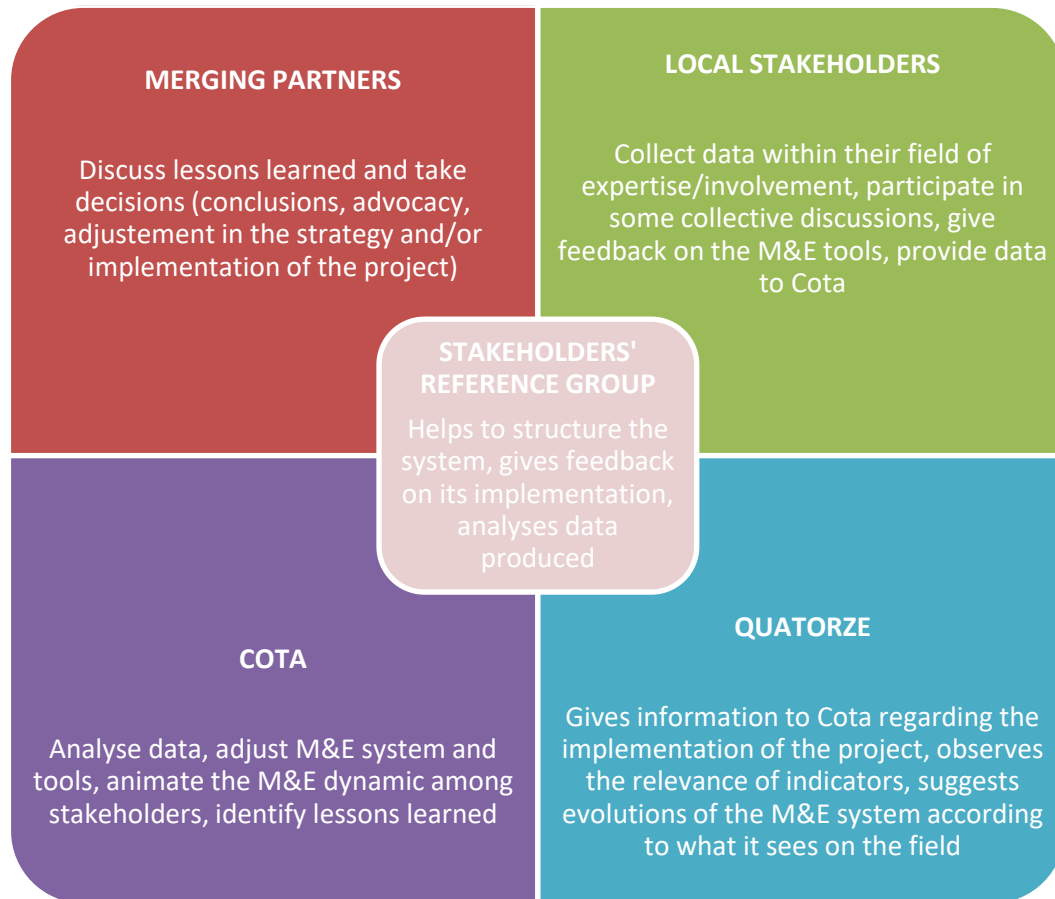 MERGING PARTNERS
Discuss lessons learned and take
decisions (conclusions, advocacy,
adjustement in the strategy and/or
implementation of the project)
LOCAL STAKEHOLDERS
Collect data within their field of
expertise/involvement, participate in
some collective discussions, give
feedback on the M&E tools, provide data
to Cota
STAKEHOLDERS'
REFERENCE GROUP
Helps to structure the
system, gives feedback
on its implementation,
analyses data
produced
COTA
Analyse data, adjust M&E system and
tools, animate the M&E dynamic among
stakeholders, identify lessons learned
QUATORZE
Gives information to Cota regarding the
implementation of the project, observes
the relevance of indicators, suggests
evolutions of the M&E system according
to what it sees on the field